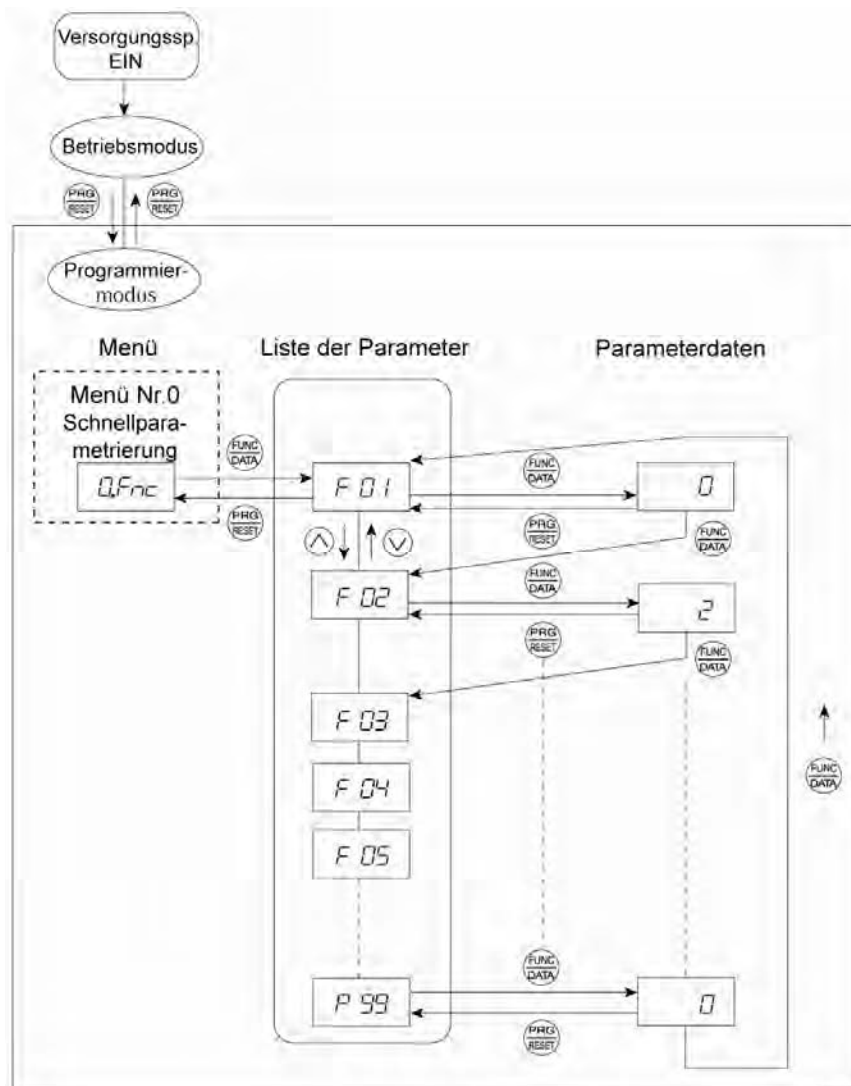 Versorgungssp.
EIN
Betriebsmodus
PRG
RESET
PRG
RESET
Programmier-
modus
Menü
Liste der Parameter
Parameterdaten
Menü Nr.0
Schnellpara-
metrierung
0.Fnc
FUNC
DATA
PRG
RESET
F 01
FUNC
DATA
PRG
RESET
0
FUNC
DATA
F 02
FUNC
DATA
PRG
RESET
2
FUNC
DATA
F 03
F 04
F 05
FUNC
DATA
P 99
FUNC
DATA
PRG
RESET
0